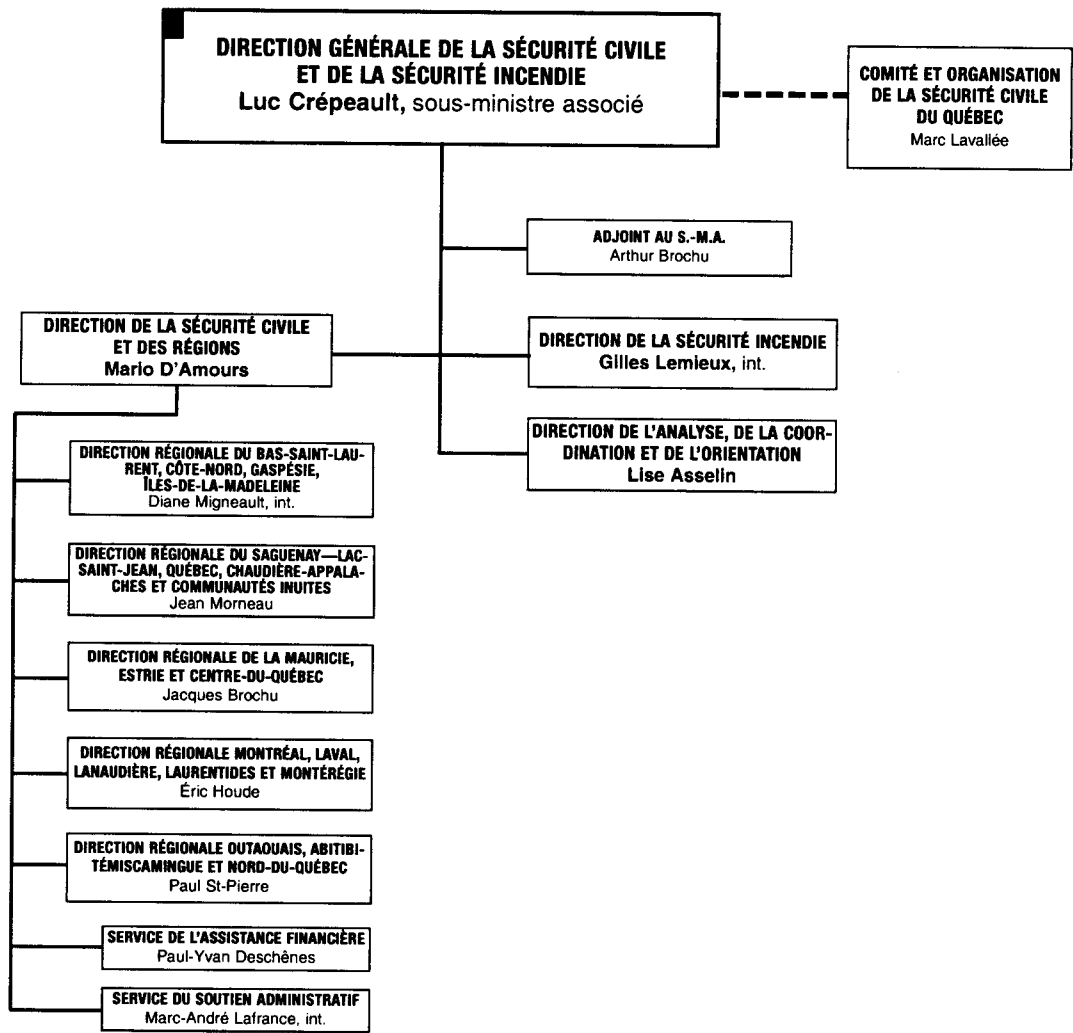 DIRECTION GÉNÉRALE DE LA SÉCURITÉ CIVILE
ET DE LA SÉCURITÉ INCENDIE
Luc Crépeault, sous-ministre associé
COMITÉ ET ORGANISATION
DE LA SÉCURITÉ CIVILE
DU QUÉBEC
Marc Lavallée
ADJOINT AU S.-M.A.
Arthur Brochu
DIRECTION DE LA SÉCURITÉ CIVILE
ET DES RÉGIONS
Mario D'Amours
DIRECTION DE LA SÉCURITÉ INCENDIE
Gilles Lemieux, int.
DIRECTION DE L'ANALYSE, DE LA COOR-
DINATION ET DE L'ORIENTATION
Lise Asselin
DIRECTION RÉGIONALE DU BAS-SAINT-LAU-
RENT, CÔTE-NORD, GASPÉSIE,
ÎLES-DE-LA-MADELEINE
Diane Migneault, int.
DIRECTION RÉGIONALE DU SAGUENAY—LAC-
SAINT-JEAN, QUÉBEC, CHAUDIÈRE-APPALA-
CHES ET COMMUNAUTÉS INUITES
Jean Morneau
DIRECTION RÉGIONALE DE LA MAURICIE,
ESTRIE ET CENTRE-DU-QUÉBEC
Jacques Brochu
DIRECTION RÉGIONALE MONTRÉAL, LAVAL,
LANAUDIÈRE, LAURENTIDES ET MONTÉRÉGIE
Éric Houde
DIRECTION RÉGIONALE OUTAOUAIS, ABITIBI-
TÉMISCAMINGUE ET NORD-DU-QUÉBEC
Paul St-Pierre
SERVICE DE L'ASSISTANCE FINANCIÈRE
Paul-Yvan Deschênes
SERVICE DU SOUTIEN ADMINISTRATIF
Marc-André Lafrance, int.